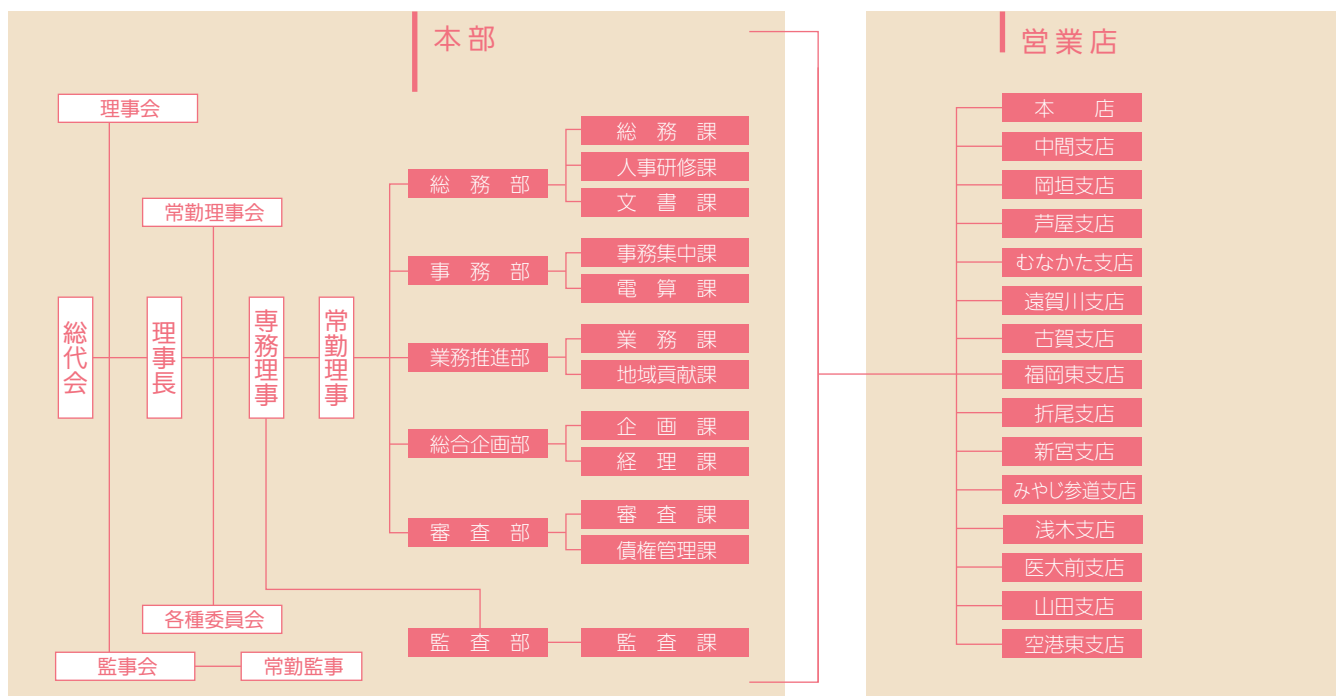 本部
理事会
常勤理事会
総代会
理事長
専務理事
常勤理事
各種委員会
監事会
常勤監事
総務部
総務課
人事研修課
文書課
事務部
事務集中課
電算課
業務推進部
業務課
地域貢献課
総合企画部
企画課
経理課
審査部
審査課
債権管理課
監査部
監査課
営業店
本店
中間支店
岡垣支店
芦屋支店
むなかた支店
遠賀川支店
古賀支店
福岡東支店
折尾支店
新宮支店
みやじ参道支店
浅木支店
医大前支店
山田支店
空港東支店